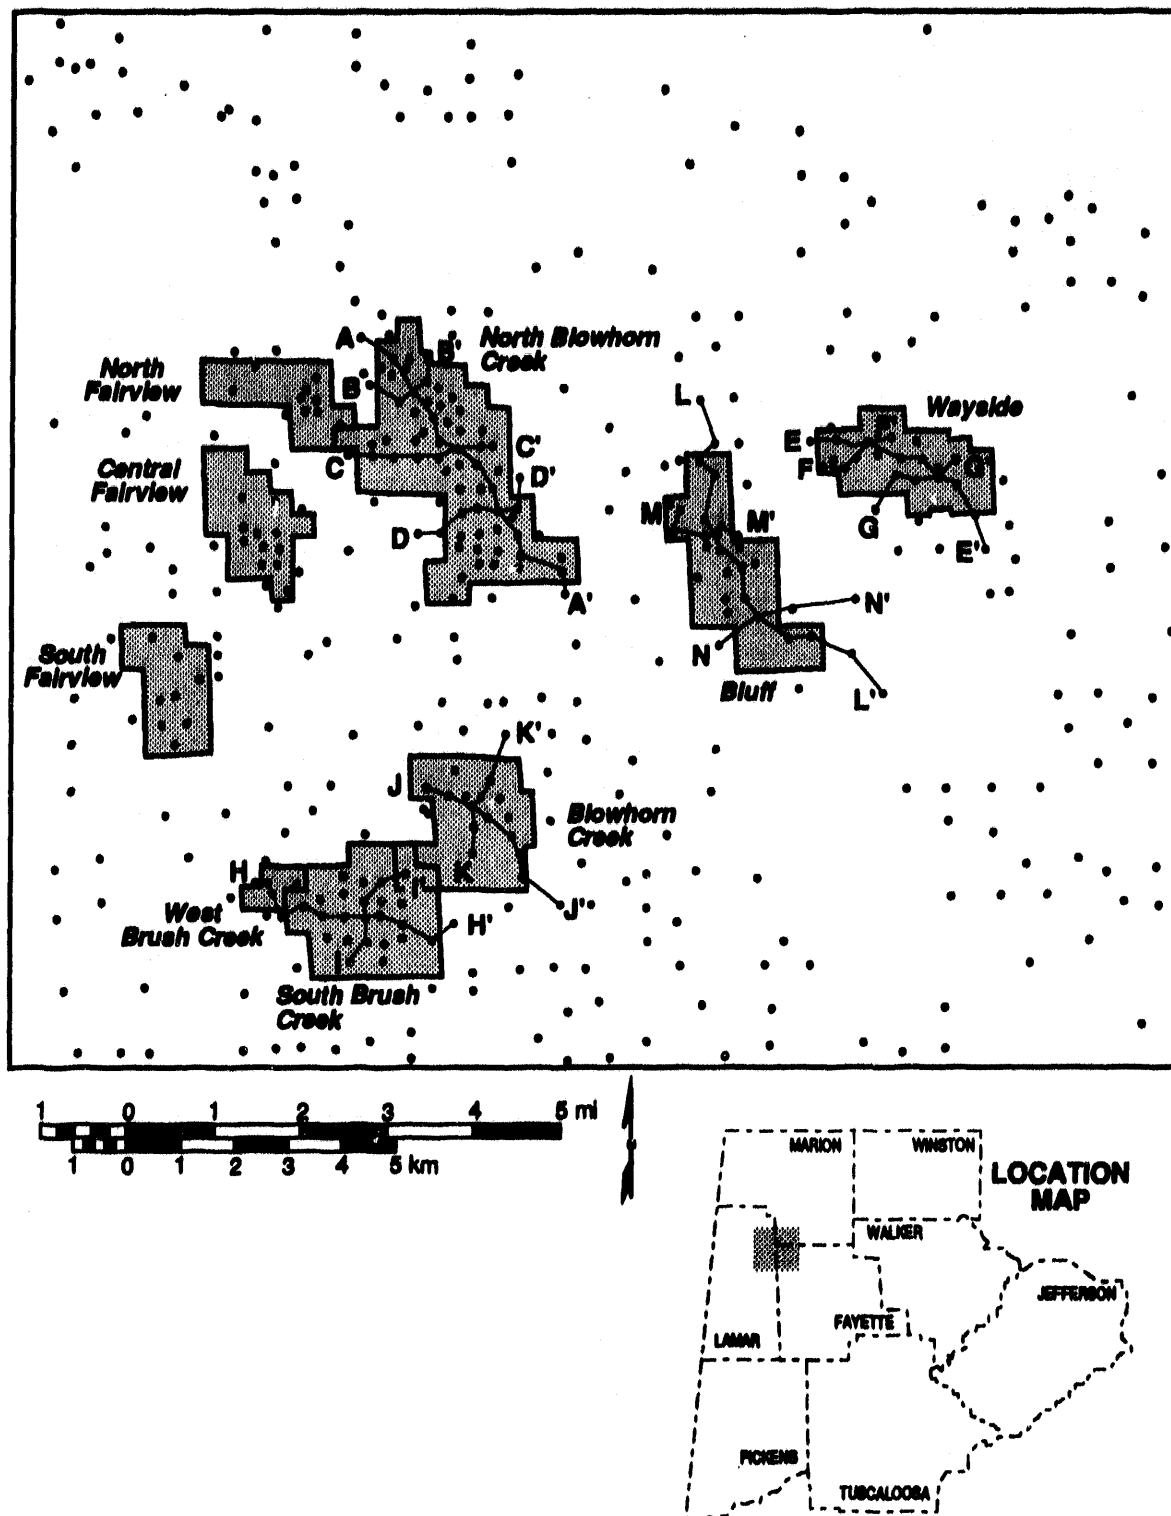 A
B'
North Blowhorn
Creek
North
Fairview
B
L
Wayside
E
F'
C
C'
F
G'
Central
Fairview
D'
M
M'
G
D
E'
A'
N'
South
Fairview
N
Bluff
L'
K'
J
Blowhorn
Creek
H
K
I'
J'
West
Brush Creek
H'
I
South Brush
Creek
1 0 1 2 3 4 5 mi
1 0 1 2 3 4 5 km
MARION
WINSTON
LOCATION
MAP
WALKER
JEFFERSON
FAYETTE
LAMAR
PICKENS
TUSCALOOSA